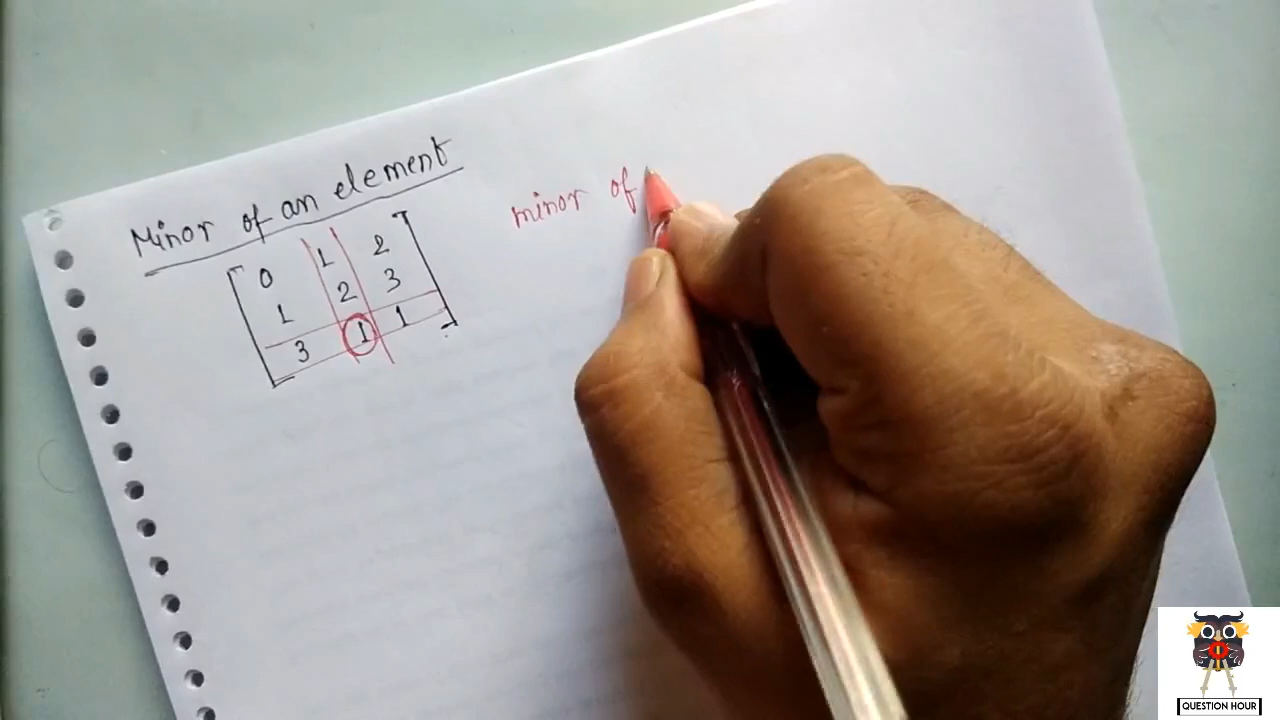 Minor of an element
minor of
0 1 2
1 2 3
3 1 1
QUESTION HOUR